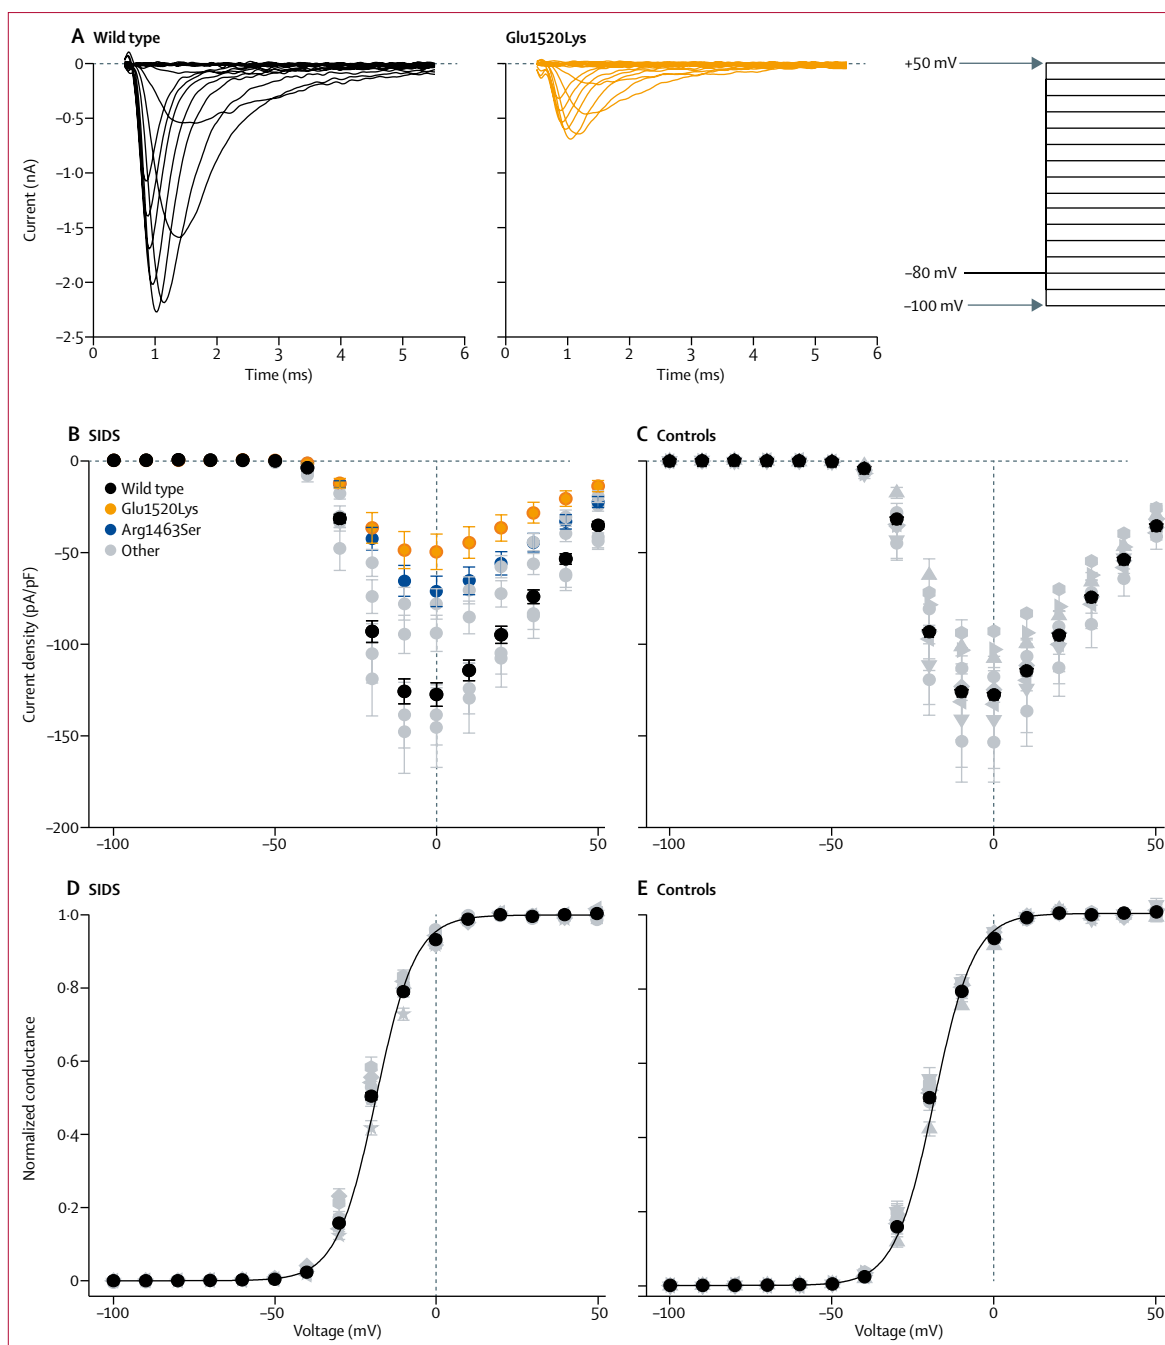 A Wild type
Glu1520Lys
0
−0·5
−1·0
−1·5
−2·0
−2·5
Current (nA)
0 1 2 3 4 5 6
Time (ms)
0 1 2 3 4 5 6
Time (ms)
+50 mV
−80 mV
−100 mV
B SIDS
0
−50
−100
−150
−200
Current density (pA/pF)
Wild type
Glu1520Lys
Arg1463Ser
Other
−100 −50 0 50
C Controls
−100 −50 0 50
D SIDS
1·0
0·8
0·6
0·4
0·2
0
Normalized conductance
−100 −50 0 50
Voltage (mV)
E Controls
−100 −50 0 50
Voltage (mV)